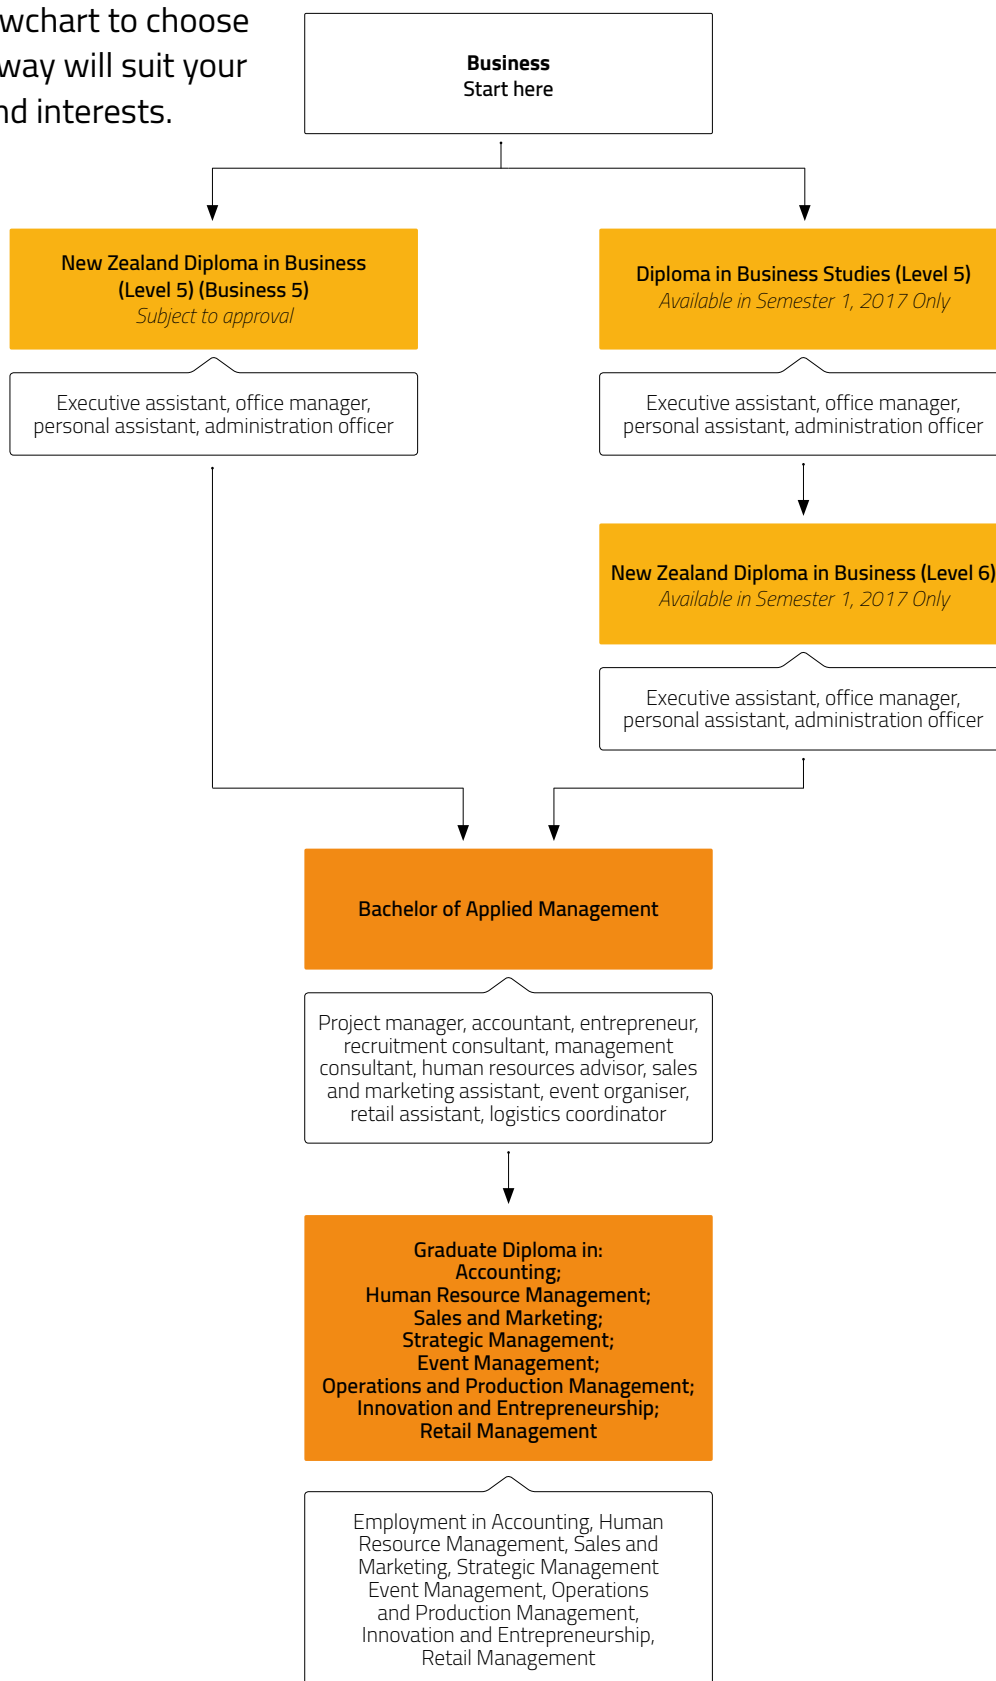 wchart to choose
way will suit your
nd interests.
Business
Start here
New Zealand Diploma in Business
(Level 5) (Business 5)
Subject to approval
Diploma in Business Studies (Level 5)
Available in Semester 1, 2017 Only
Executive assistant, office manager,
personal assistant, administration officer
Executive assistant, office manager,
personal assistant, administration officer
New Zealand Diploma in Business (Level 6)
Available in Semester 1, 2017 Only
Executive assistant, office manager,
personal assistant, administration officer
Bachelor of Applied Management
Project manager, accountant, entrepreneur,
recruitment consultant, management
consultant, human resources advisor, sales
and marketing assistant, event organiser,
retail assistant, logistics coordinator
Graduate Diploma in:
Accounting;
Human Resource Management;
Sales and Marketing;
Strategic Management;
Event Management;
Operations and Production Management;
Innovation and Entrepreneurship;
Retail Management
Employment in Accounting, Human
Resource Management, Sales and
Marketing, Strategic Management
Event Management, Operations
and Production Management,
Innovation and Entrepreneurship,
Retail Management